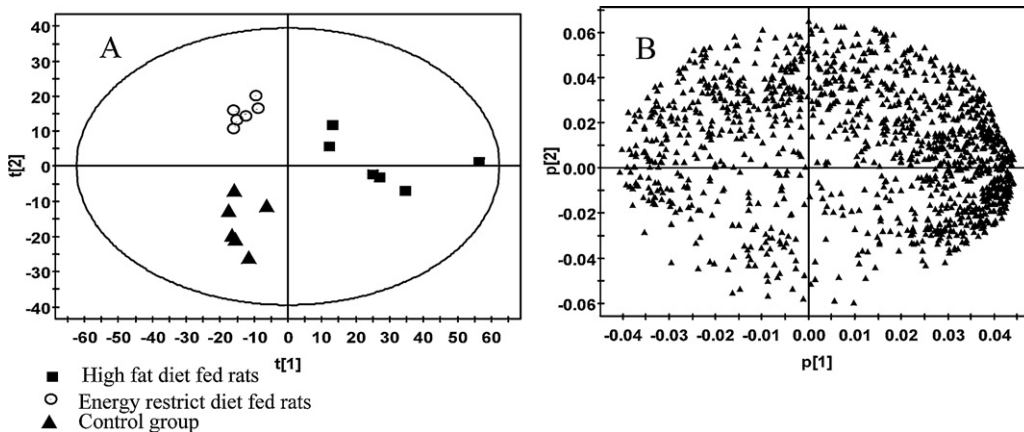 A
t[2]
40
30
20
10
0
-10
-20
-30
-40
-60 -50 -40 -30 -20 -10 0 10 20 30 40 50 60
t[1]
B
p[2]
0.06
0.04
0.02
0.00
-0.02
-0.04
-0.06
-0.04 -0.03 -0.02 -0.01 0.00 0.01 0.02 0.03 0.04
p[1]
High fat diet fed rats
Energy restrict diet fed rats
Control group